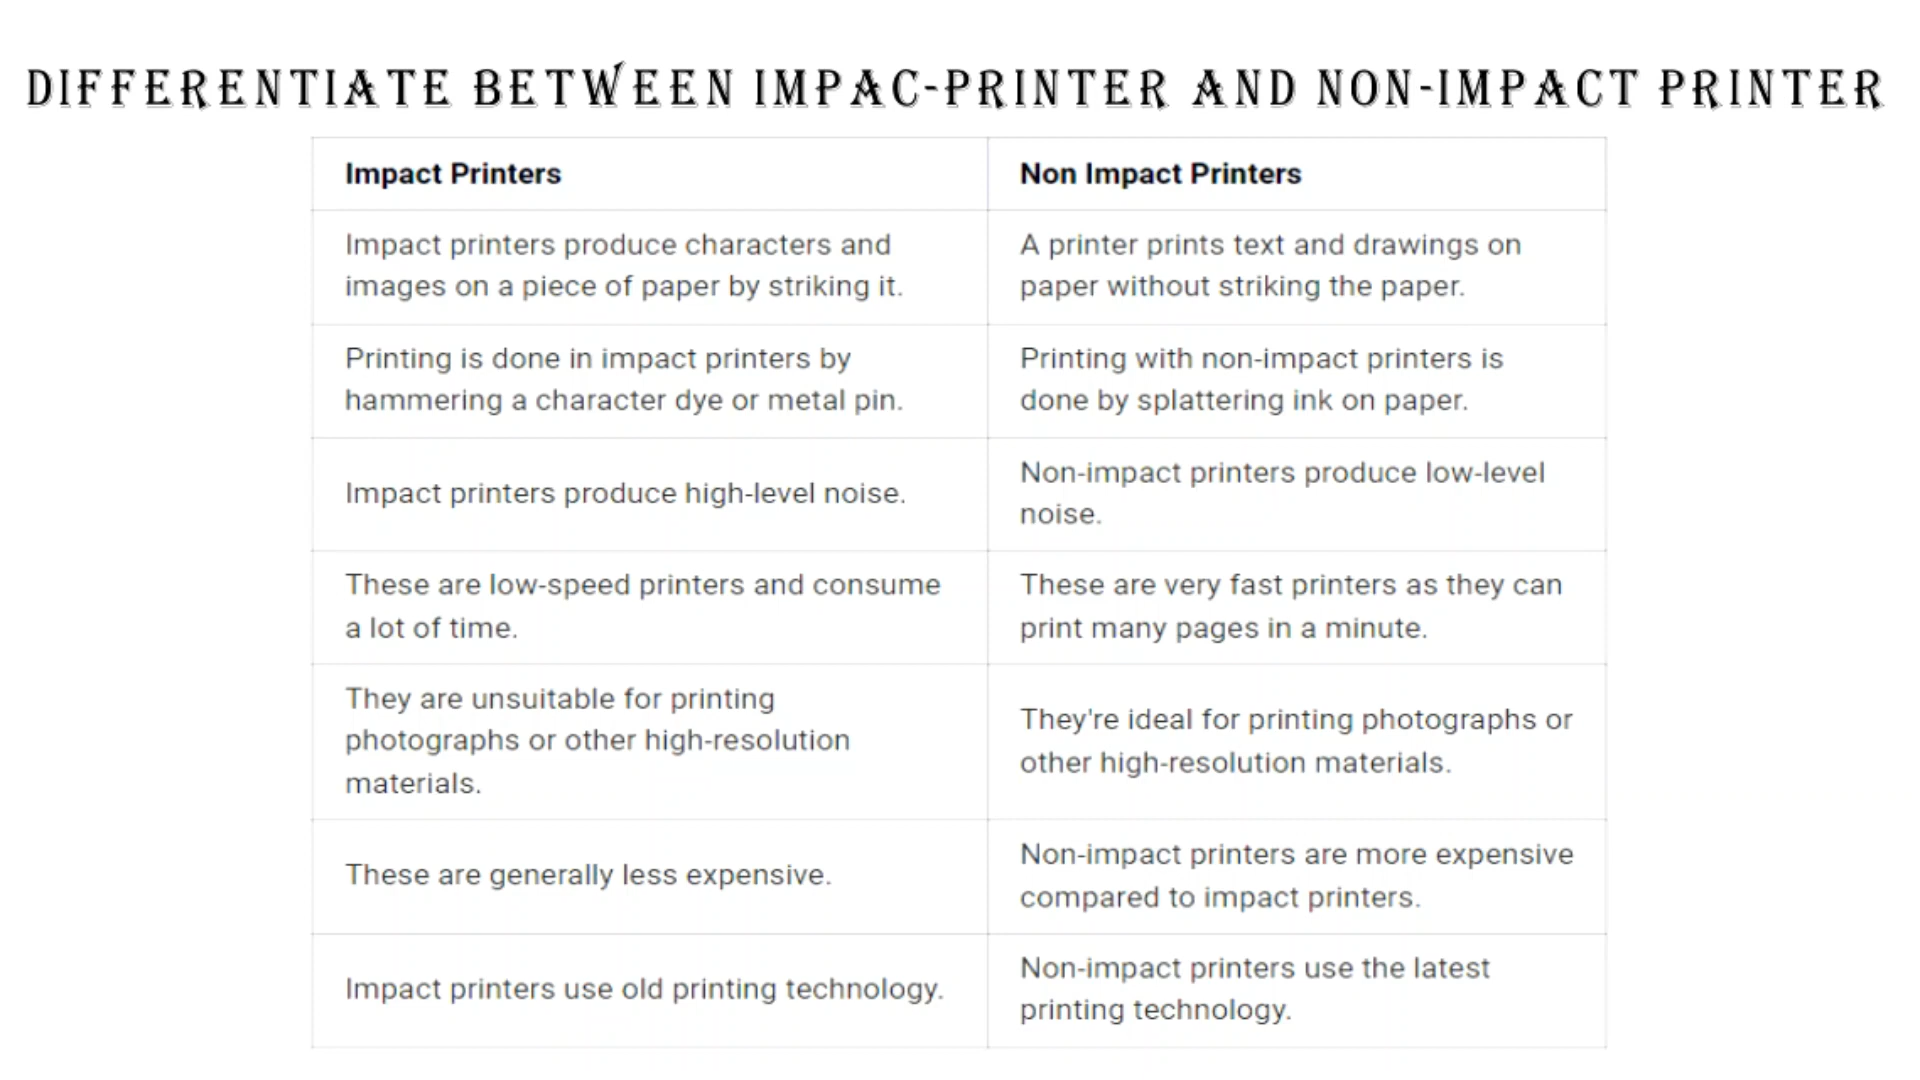 DIFFERENTIATE BETWEEN IMPAC-PRINTER AND NON-IMPACT PRINTER
Impact Printers
Non Impact Printers
Impact printers produce characters and
images on a piece of paper by striking it.
A printer prints text and drawings on
paper without striking the paper.
Printing is done in impact printers by
hammering a character dye or metal pin.
Printing with non-impact printers is
done by splattering ink on paper.
Impact printers produce high-level noise.
Non-impact printers produce low-level
noise.
These are low-speed printers and consume
a lot of time.
These are very fast printers as they can
print many pages in a minute.
They are unsuitable for printing
photographs or other high-resolution
materials.
They're ideal for printing photographs or
other high-resolution materials.
These are generally less expensive.
Non-impact printers are more expensive
compared to impact printers.
Impact printers use old printing technology.
Non-impact printers use the latest
printing technology.